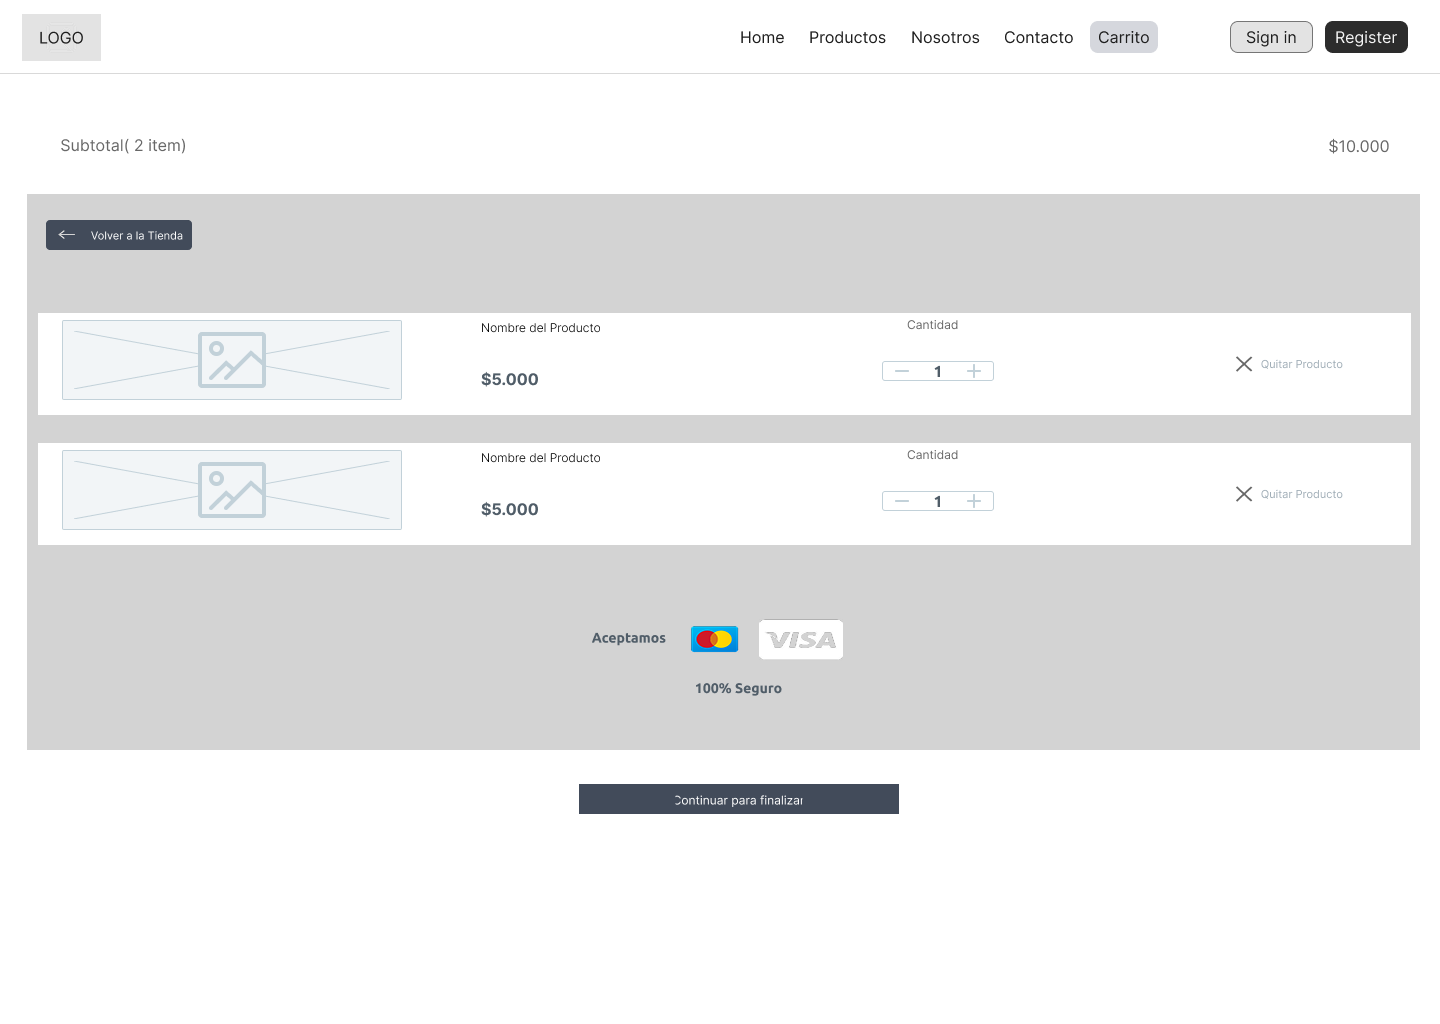 LOGO
Home Productos Nosotros Contacto Carrito Sign in Register
Subtotal( 2 item) $10.000
Volver a la Tienda
Nombre del Producto
Cantidad
$5.000
1
Quitar Producto
Nombre del Producto
Cantidad
$5.000
1
Quitar Producto
Aceptamos VISA
100% Seguro
Continuar para finalizar